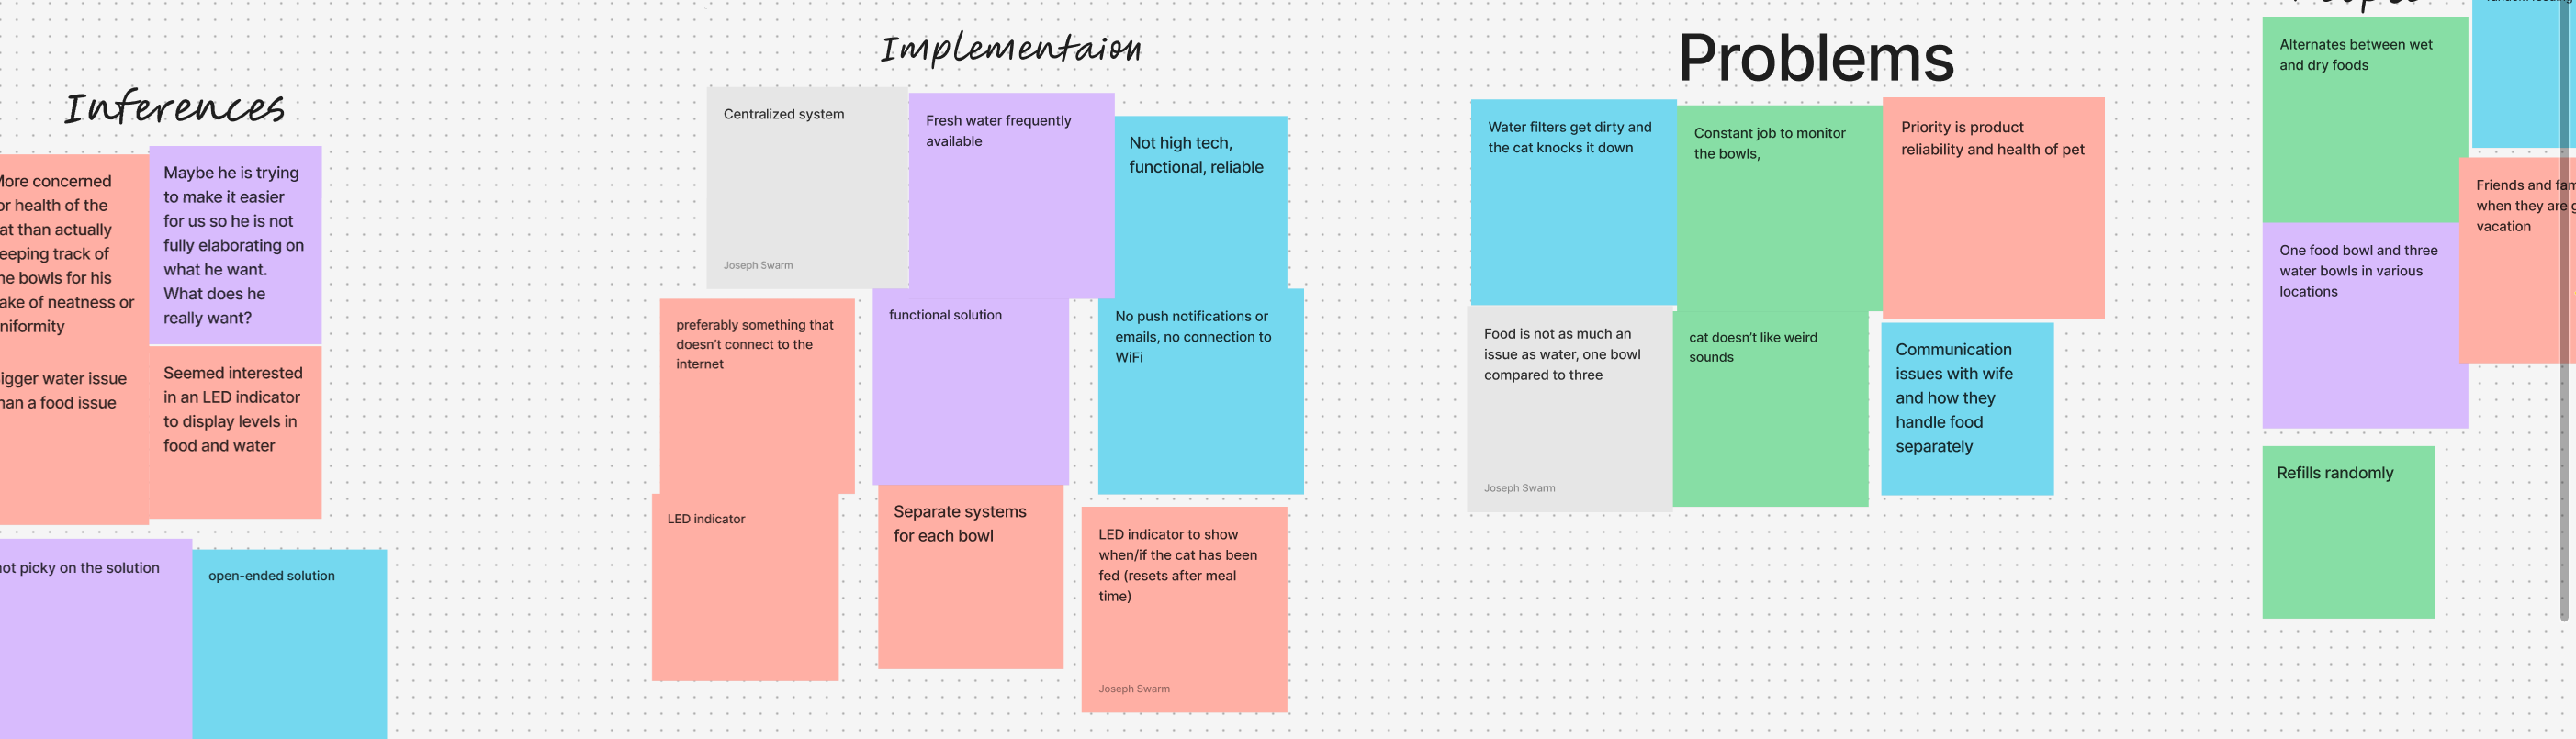 Inferences
More concerned
for health of the
cat than actually
keeping track of
the bowls for his
sake of neatness or
uniformity
Bigger water issue
than a food issue
Maybe he is trying
to make it easier
for us so he is not
fully elaborating on
what he want.
What does he
really want?
Seemed interested
in an LED indicator
to display levels in
food and water
not picky on the solution
open-ended solution
Implementaion
Centralized system
Joseph Swarm
Fresh water frequently
available
Not high tech,
functional, reliable
preferably something that
doesn't connect to the
internet
functional solution
No push notifications or
emails, no connection to
WiFi
LED indicator
Separate systems
for each bowl
LED indicator to show
when/if the cat has been
fed (resets after meal
time)
Joseph Swarm
Problems
Water filters get dirty and
the cat knocks it down
Constant job to monitor
the bowls,
Priority is product
reliability and health of pet
Food is not as much an
issue as water, one bowl
compared to three
Joseph Swarm
cat doesn't like weird
sounds
Communication
issues with wife
and how they
handle food
separately
Alternates between wet
and dry foods
Friends and
when they are
vacation
One food bowl and three
water bowls in various
locations
Refills randomly